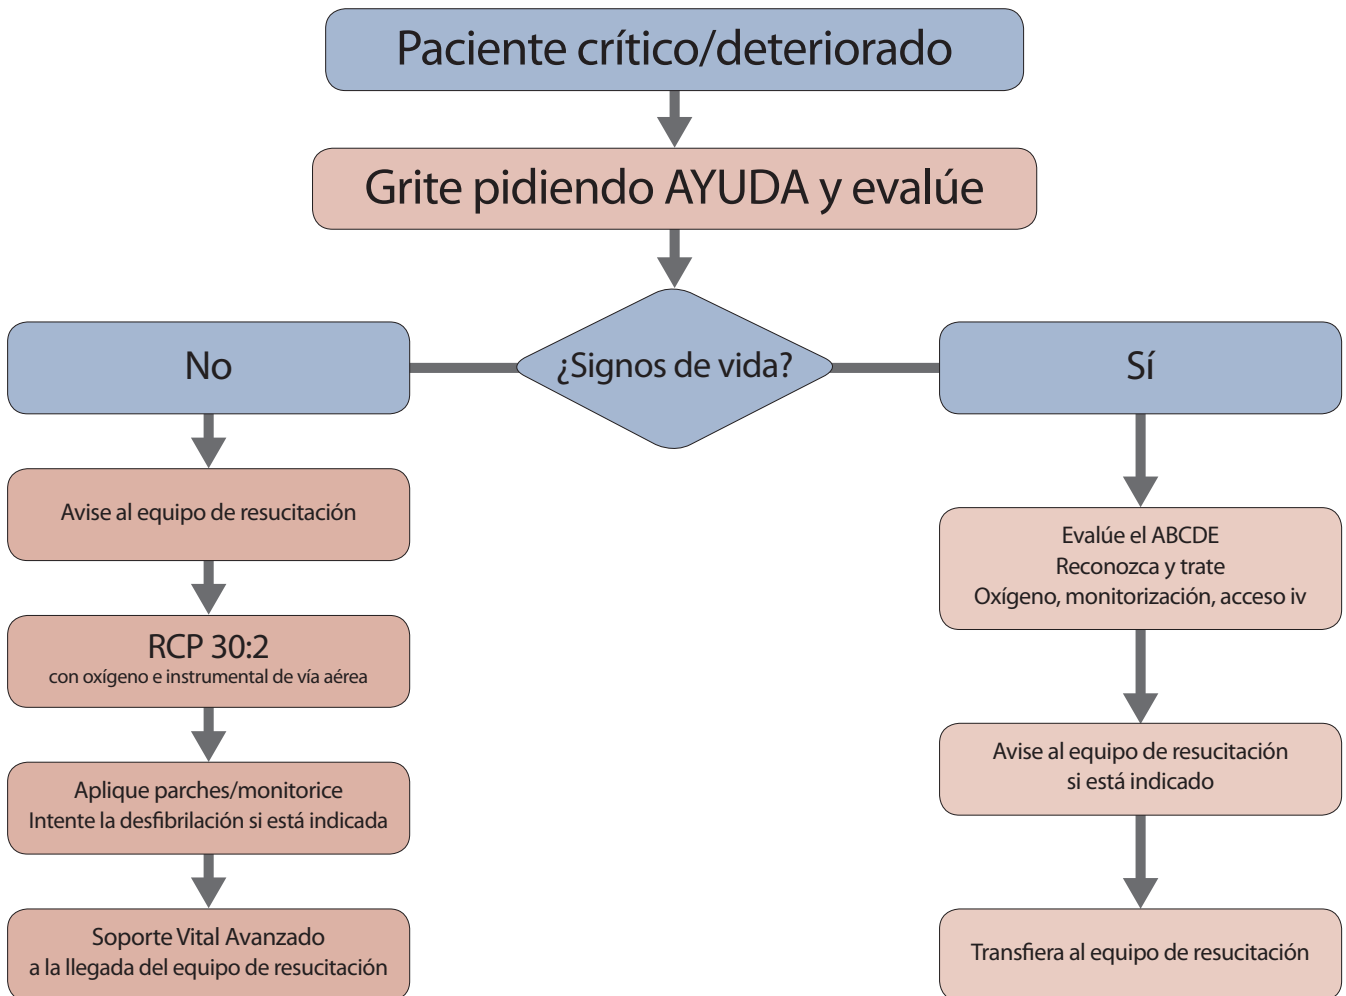 Paciente crítico/deteriorado
Grite pidiendo AYUDA y evalúe
¿Signos de vida?
No
Avise al equipo de resucitación
RCP 30:2
con oxígeno e instrumental de vía aérea
Aplique parches/monitorice
Intente la desfibrilación si está indicada
Soporte Vital Avanzado
a la llegada del equipo de resucitación
Sí
Evalúe el ABCDE
Reconozca y trate
Oxígeno, monitorización, acceso iv
Avise al equipo de resucitación
si está indicado
Transfiera al equipo de resucitación